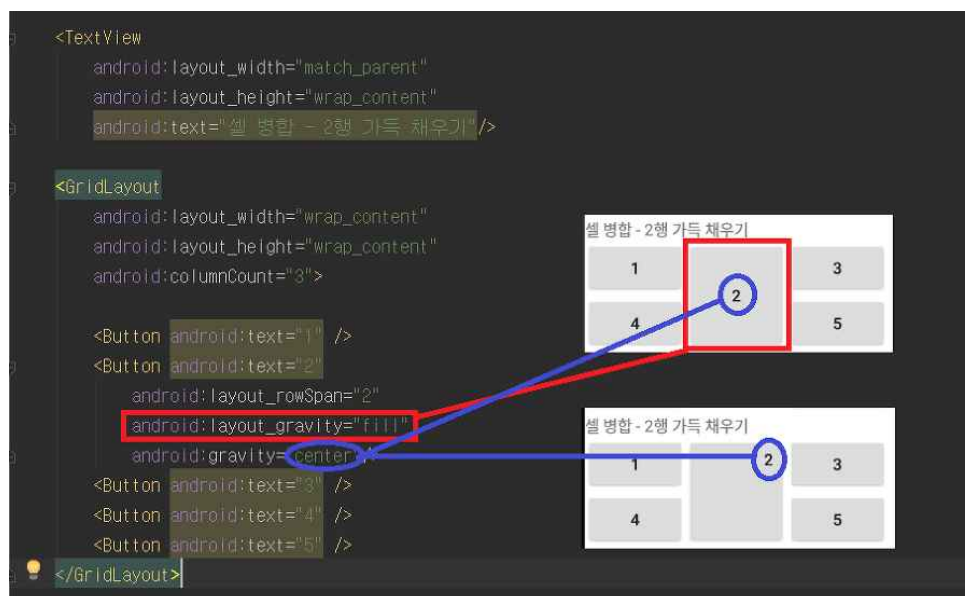 <TextView
android:layout_width="match_parent"
android:layout_height="wrap_content"
android:text="셀 병합 - 2행 가득 채우기"/>
<GridLayout
android:layout_width="wrap_content"
android:layout_height="wrap_content"
android:columnCount="3">
<Button android:text="1" />
<Button android:text="2"
android:layout_rowSpan="2"
android:layout_gravity="fill"
android:gravity="center"/>
<Button android:text="3" />
<Button android:text="4" />
<Button android:text="5" />
</GridLayout>
셀 병합 - 2행 가득 채우기
1
2
3
4
5
셀 병합 - 2행 가득 채우기
1
2
3
4
5